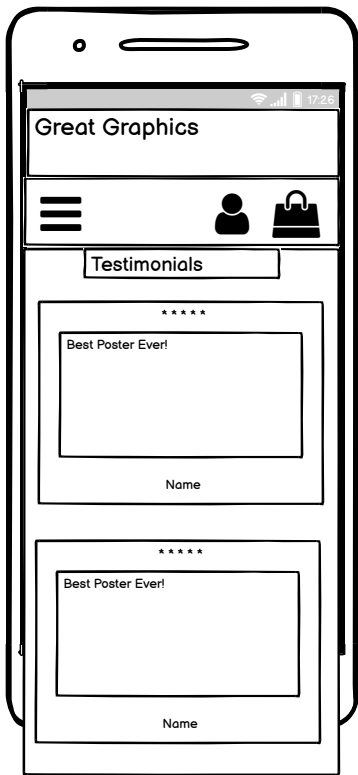 17:26
Great Graphics
Testimonials
* * * * *
Best Poster Ever!
Name
* * * * *
Best Poster Ever!
Name